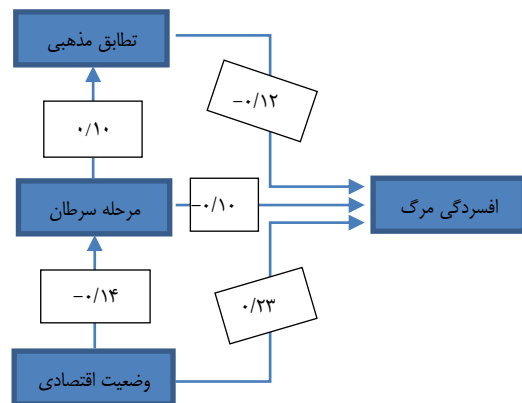 تطابق مذهبی
-۰/۱۲
۰/۱۰
مرحله سرطان
-۰/۱۰
افسردگی مرگ
-۰/۱۴
۰/۲۳
وضعیت اقتصادی